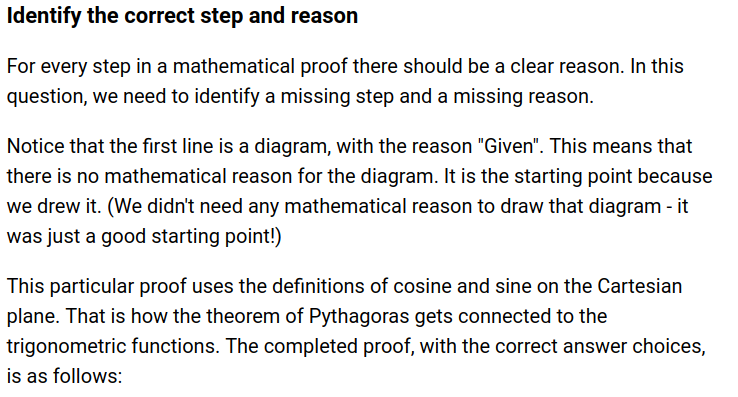 Identify the correct step and reason
For every step in a mathematical proof there should be a clear reason. In this
question, we need to identify a missing step and a missing reason.
Notice that the first line is a diagram, with the reason "Given". This means that
there is no mathematical reason for the diagram. It is the starting point because
we drew it. (We didn't need any mathematical reason to draw that diagram - it
was just a good starting point!)
This particular proof uses the definitions of cosine and sine on the Cartesian
plane. That is how the theorem of Pythagoras gets connected to the
trigonometric functions. The completed proof, with the correct answer choices,
is as follows: